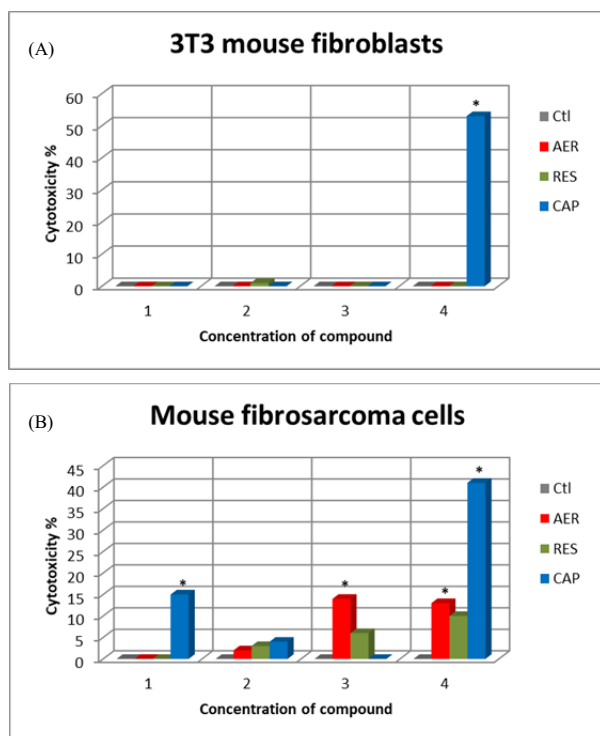 (A)
3T3 mouse fibroblasts
60
50
40
30
20
10
0
Cytotoxicity %
*
1 2 3 4
Concentration of compound
Ctl
AER
RES
CAP
(B)
Mouse fibrosarcoma cells
45
40
35
30
25
20
15
10
5
0
Cytotoxicity %
* * * *
1 2 3 4
Concentration of compound
Ctl
AER
RES
CAP